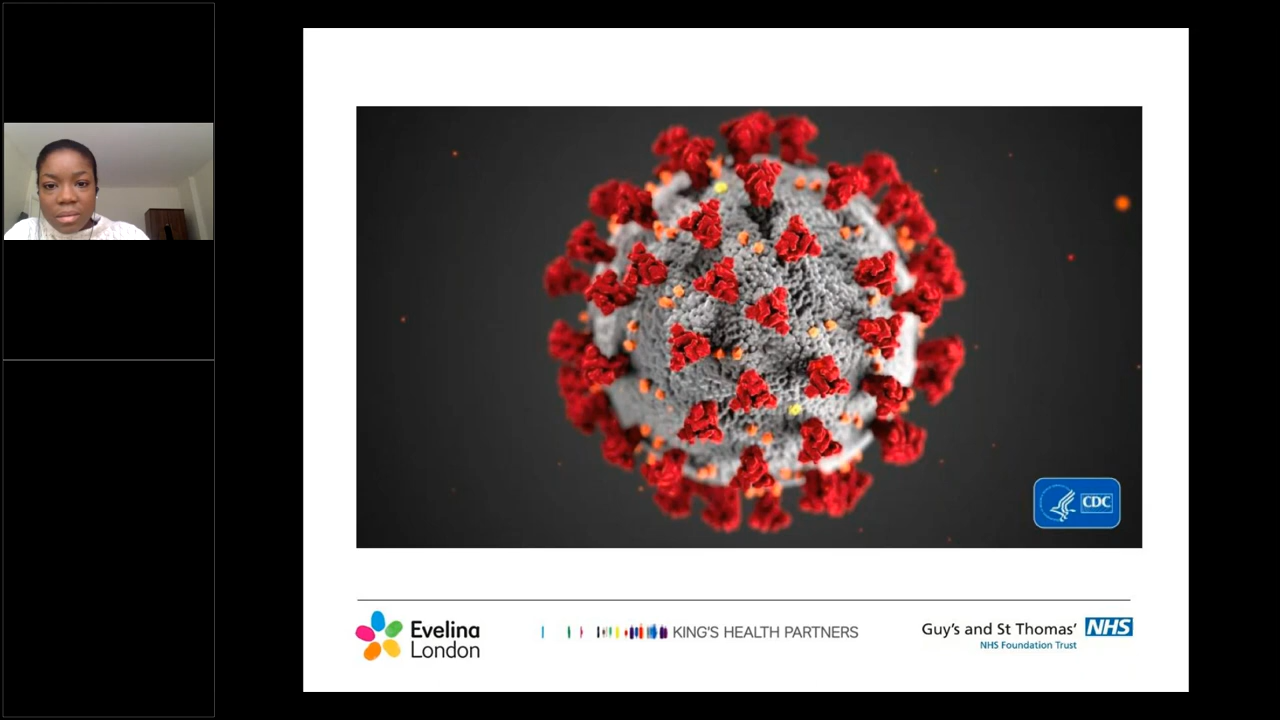 CDC
Evelina
London
KING'S HEALTH PARTNERS
Guy's and St Thomas' NHS
NHS Foundation Trust